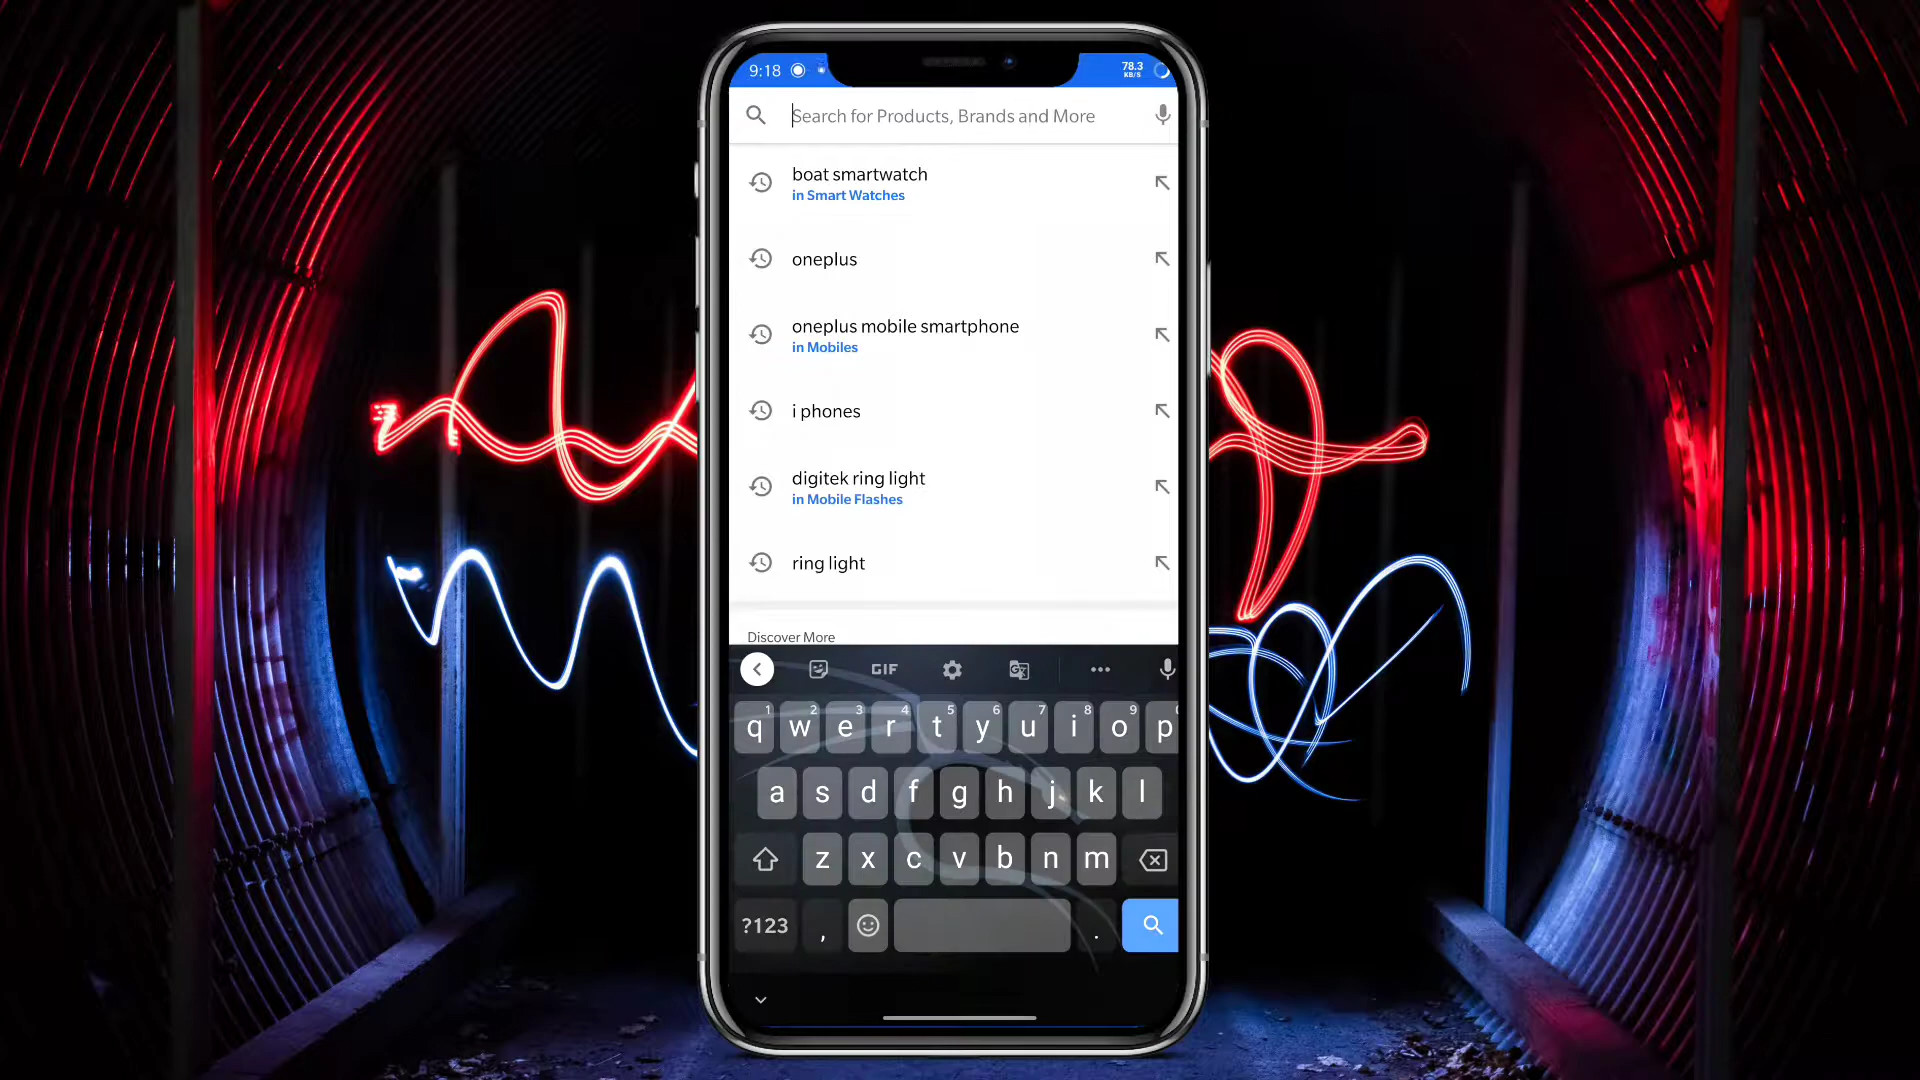 9:18
78.3
KB/S
Search for Products, Brands and More
boat smartwatch
in Smart Watches
oneplus
oneplus mobile smartphone
in Mobiles
i phones
digitek ring light
in Mobile Flashes
ring light
Discover More
GIF
1 2 3 4 5 6 7 8 9
q w e r t y u i o p
a s d f g h j k l
z x c v b n m
?123 , .